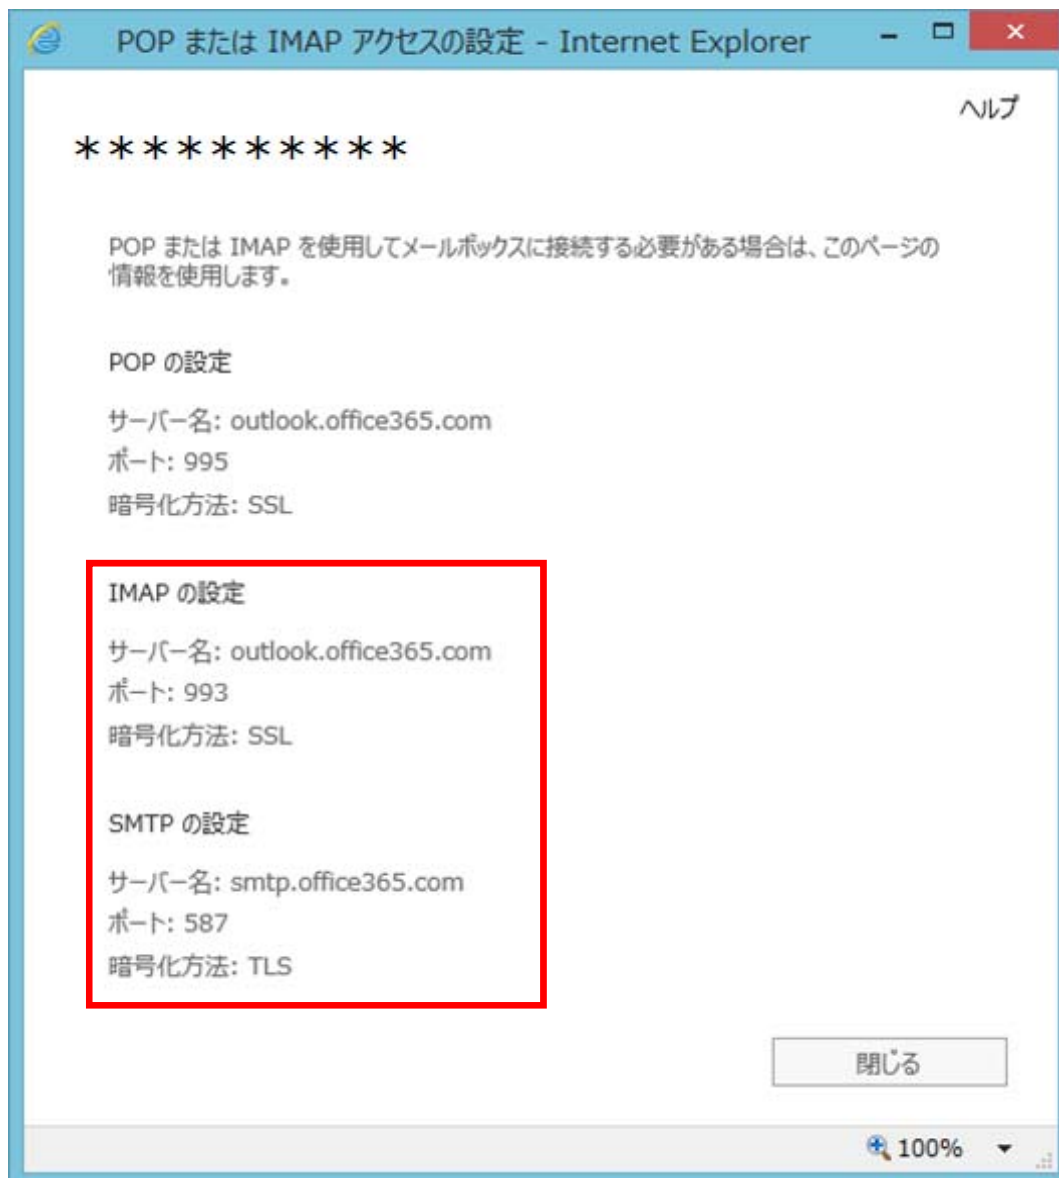 POP または IMAP アクセスの設定 - Internet Explorer
ヘルプ
**********
POP または IMAP を使用してメールボックスに接続する必要がある場合は、このページの
情報を使用します。
POP の設定
サーバー名: outlook.office365.com
ポート: 995
暗号化方法: SSL
IMAP の設定
サーバー名: outlook.office365.com
ポート: 993
暗号化方法: SSL
SMTP の設定
サーバー名: smtp.office365.com
ポート: 587
暗号化方法: TLS
閉じる
100%